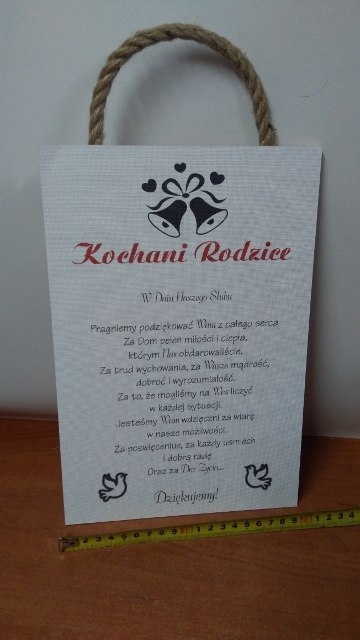 Kochani Rodzice
W Dniu Naszego Ślubu
Pragniemy podziękować Wam z całego serca
Za Dom pełen miłości i ciepła,
którym Nas obdarowaliście.
Za trud wychowania, za Waszą mądrość,
dobroć i wyrozumiałość.
Za to, że mogliśmy na Was liczyć
w każdej sytuacji.
Jesteśmy Wam wdzięczni za wiarę
w nasze możliwości.
Za poświęcenie, za każdy uśmiech
i dobrą radę
Oraz za Dar Życia...
Dziękujemy!